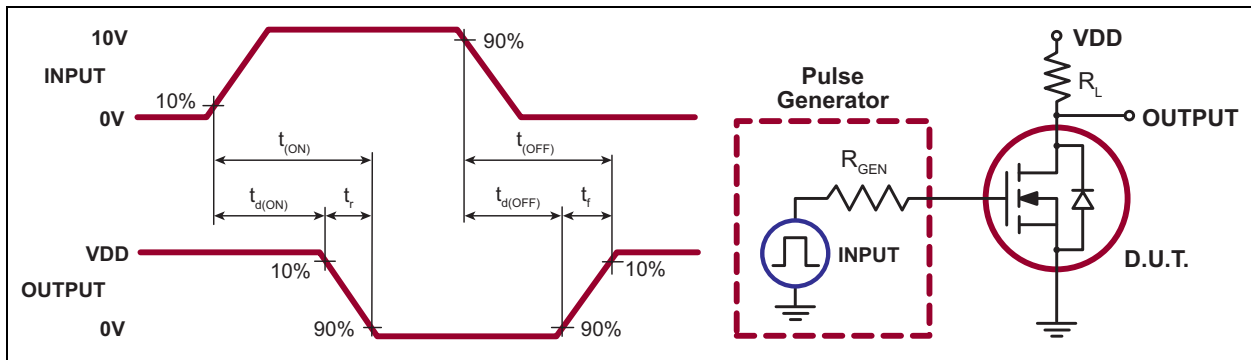 10V
INPUT
0V
10%
90%
t(ON)
t(OFF)
td(ON)
tr
td(OFF)
tf
VDD
OUTPUT
0V
10%
90%
90%
10%
Pulse
Generator
RGEN
INPUT
VDD
RL
OUTPUT
D.U.T.